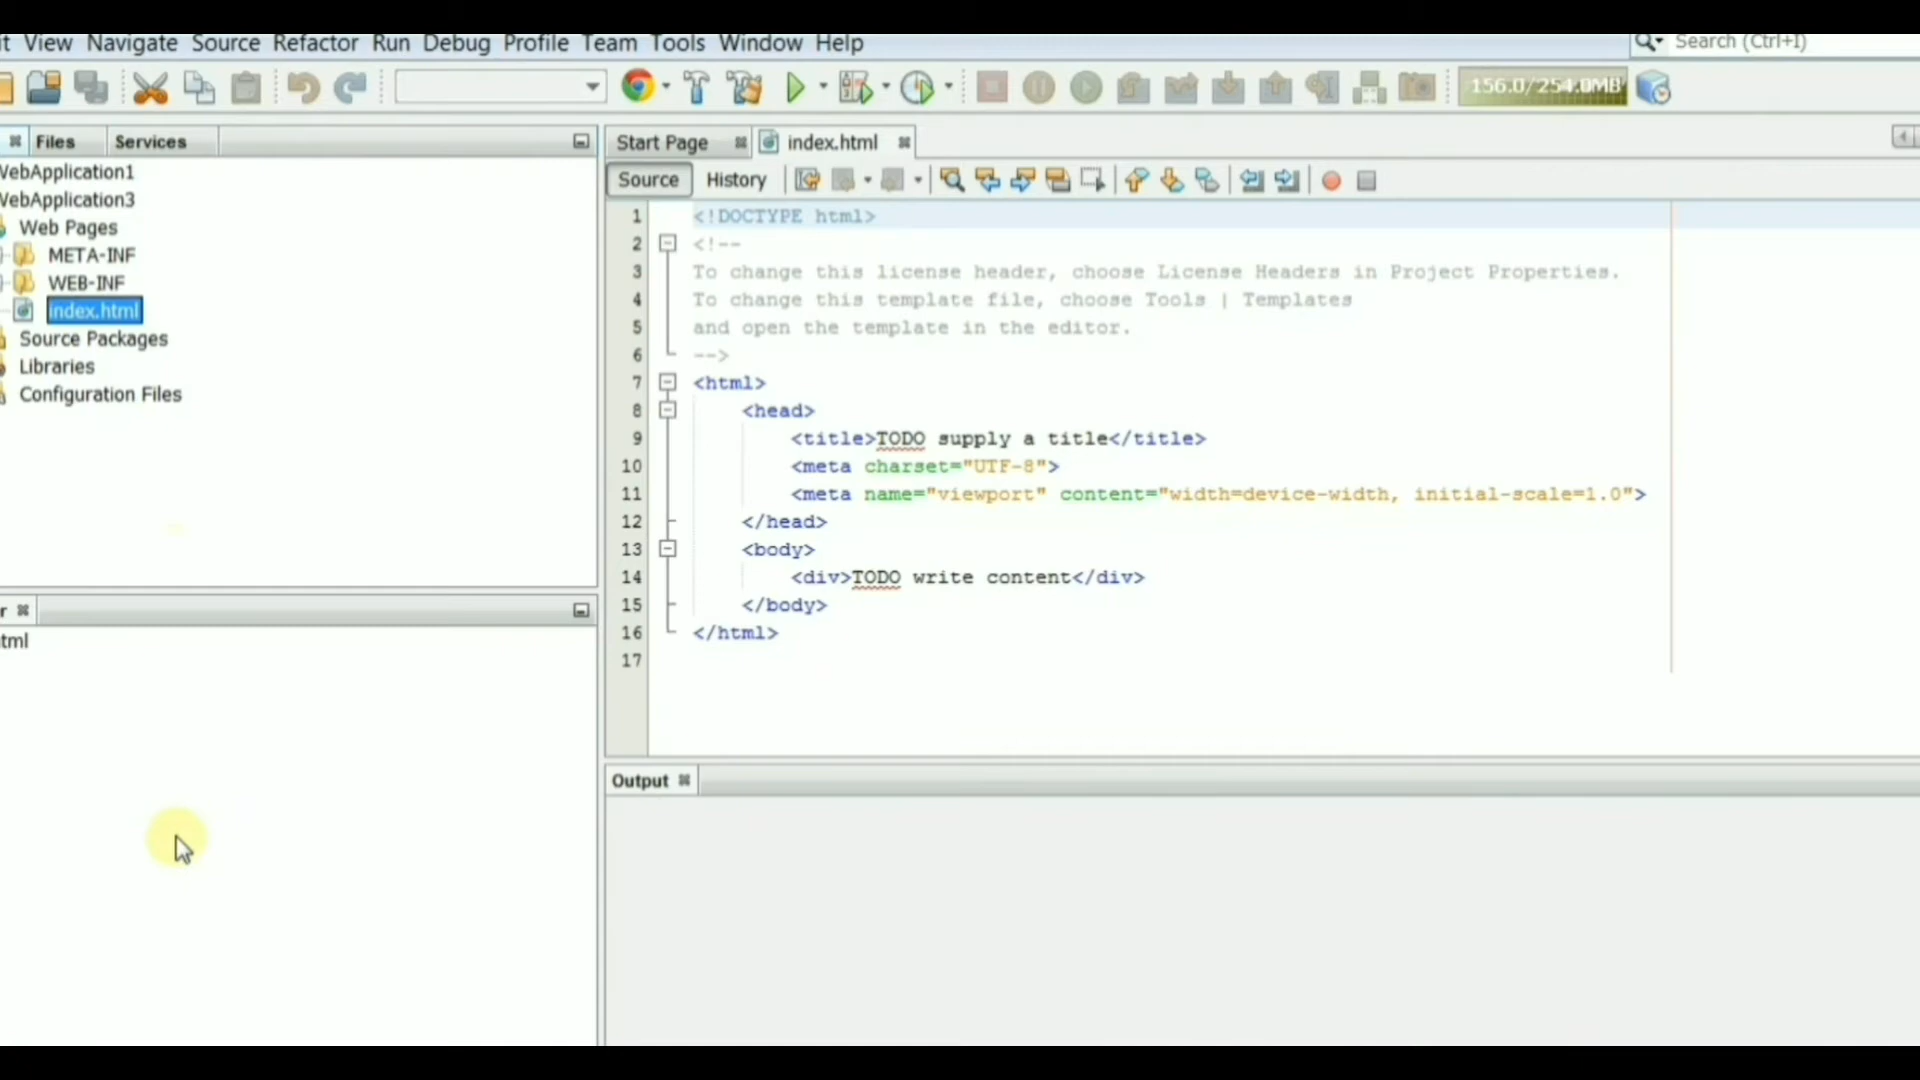 it View Navigate Source Refactor Run Debug Profile Team Tools Window Help
Search (Ctrl+I)
156.0/254.0MB
Files Services
Start Page index.html
Source History
WebApplication1
WebApplication3
Web Pages
META-INF
WEB-INF
index.html
Source Packages
Libraries
Configuration Files
r
tml
1 <!DOCTYPE html>
2 <!--
3 To change this license header, choose License Headers in Project Properties.
4 To change this template file, choose Tools | Templates
5 and open the template in the editor.
6 -->
7 <html>
8 <head>
9 <title>TODO supply a title</title>
10 <meta charset="UTF-8">
11 <meta name="viewport" content="width=device-width, initial-scale=1.0">
12 </head>
13 <body>
14 <div>TODO write content</div>
15 </body>
16 </html>
17
Output